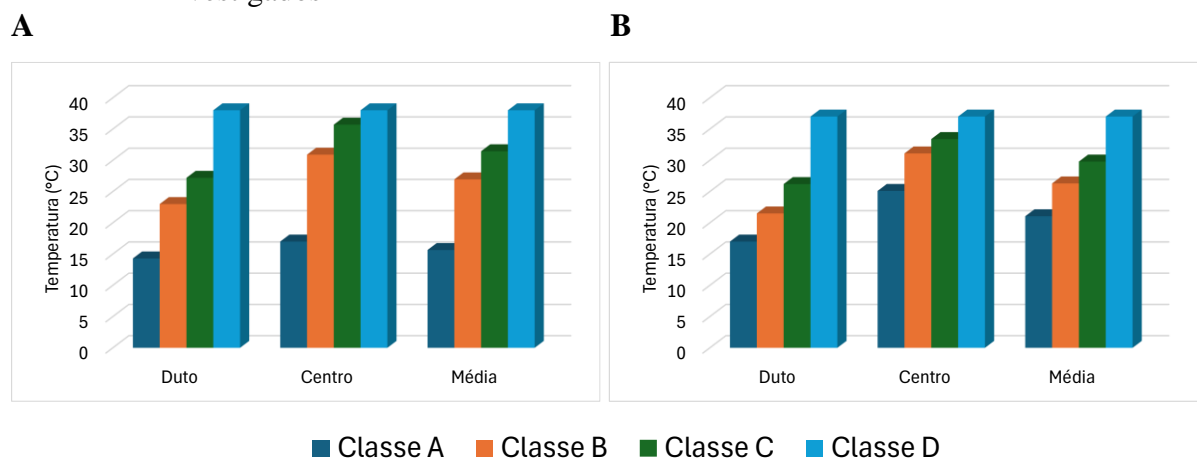 A
B
Temperatura (°C)
40
35
30
25
20
15
10
5
0
Duto
Centro
Média
Temperatura (°C)
40
35
30
25
20
15
10
5
0
Duto
Centro
Média
Classe A
Classe B
Classe C
Classe D